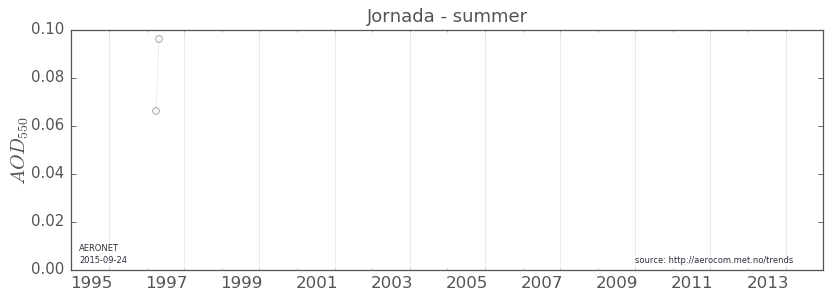 Jornada - summer
0.10
0.08
0.06
0.04
0.02
0.00
AOD550
AERONET
2015-09-24
source: http://aerocom.met.no/trends
1995 1997 1999 2001 2003 2005 2007 2009 2011 2013